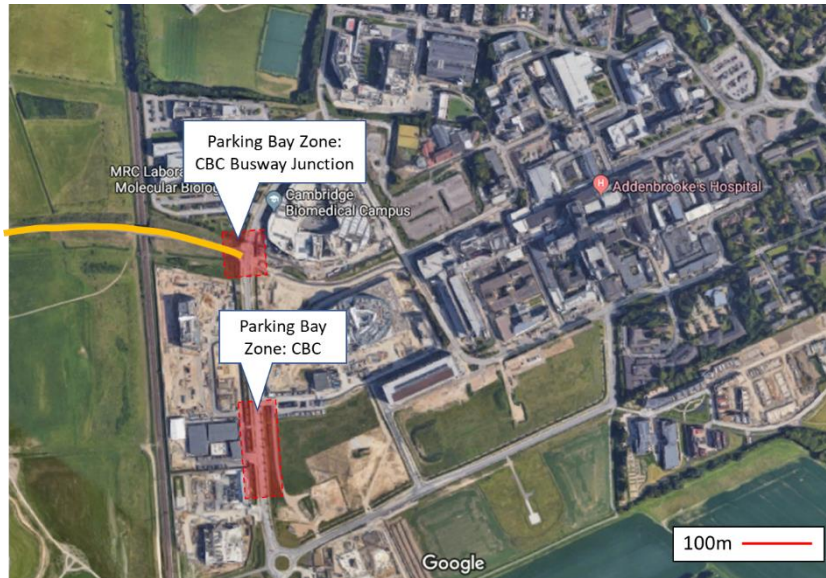 Parking Bay Zone:
CBC Busway Junction
MRC Labora
Molecular Biolo
Cambridge
Biomedical Campus
Addenbrooke's Hospital
H
Parking Bay
Zone: CBC
100m
Google